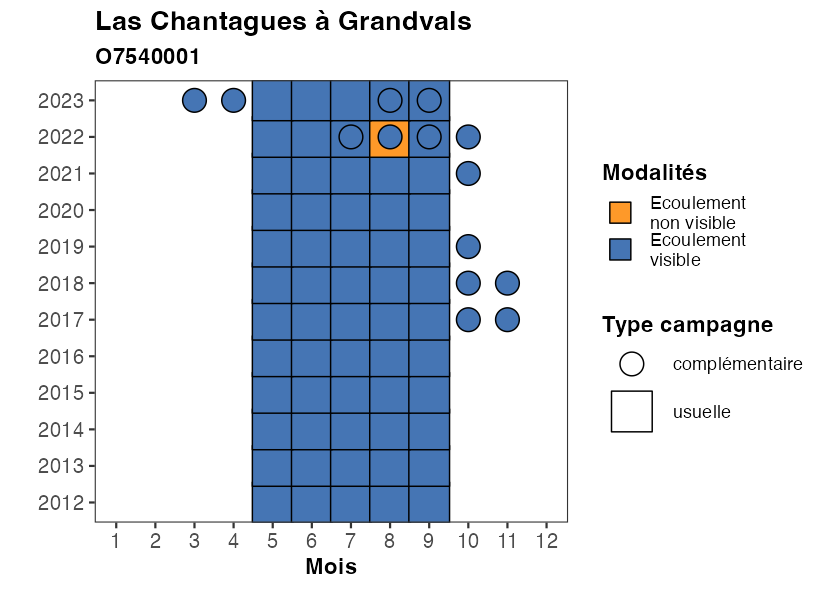 Las Chantagues à Grandvals
O7540001
2023
2022
2021
2020
2019
2018
2017
2016
2015
2014
2013
2012
1 2 3 4 5 6 7 8 9 10 11 12
Mois
Modalités
Ecoulement
non visible
Ecoulement
visible
Type campagne
complémentaire
usuelle